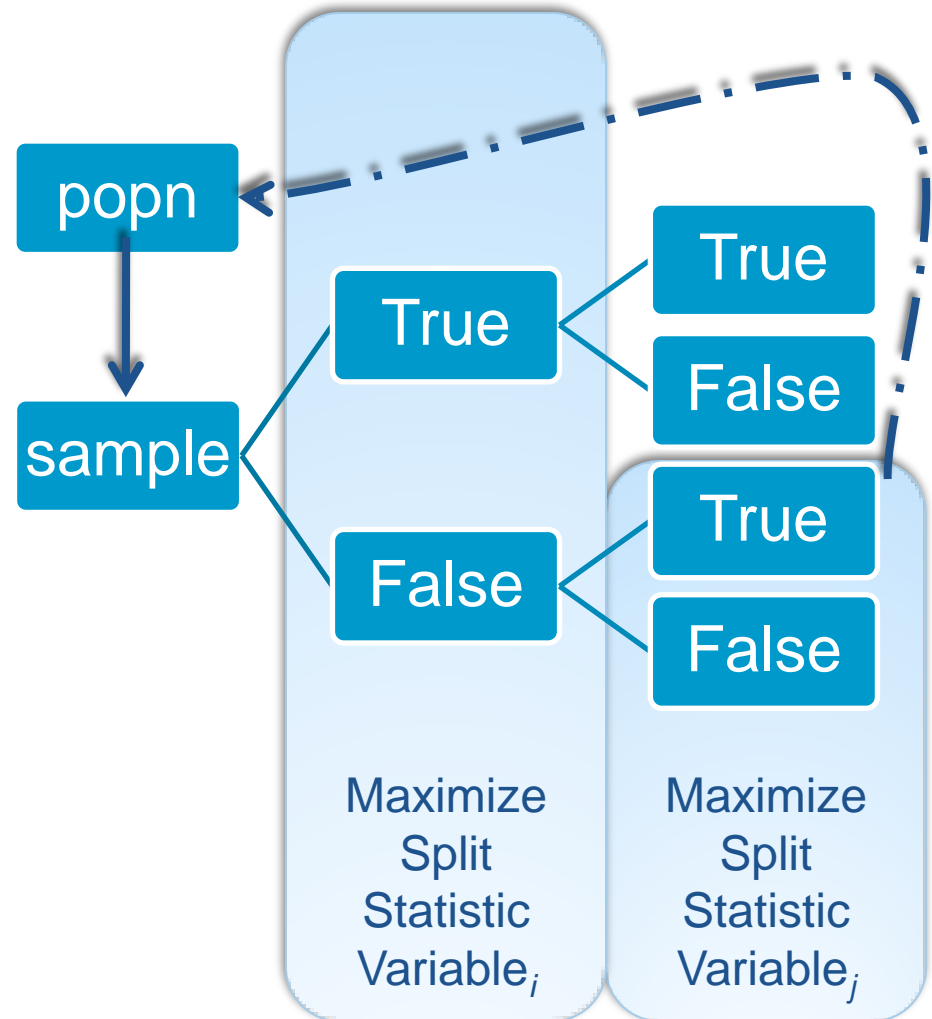 popn
sample
True
False
True
False
True
False
Maximize
Split
Statistic
Variableᵢ
Maximize
Split
Statistic
Variableⱼ